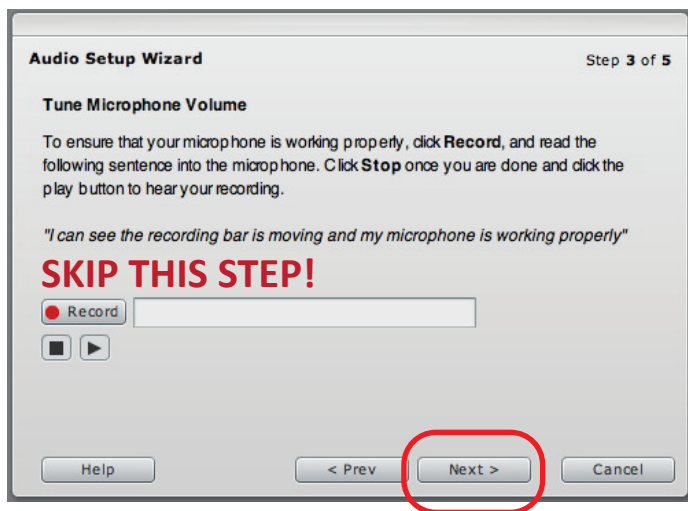 Audio Setup Wizard
Step 3 of 5
Tune Microphone Volume
To ensure that your microphone is working properly, click Record, and read the
following sentence into the microphone. Click Stop once you are done and click the
play button to hear your recording.
"I can see the recording bar is moving and my microphone is working properly"
SKIP THIS STEP!
Record
Help
< Prev
Next >
Cancel